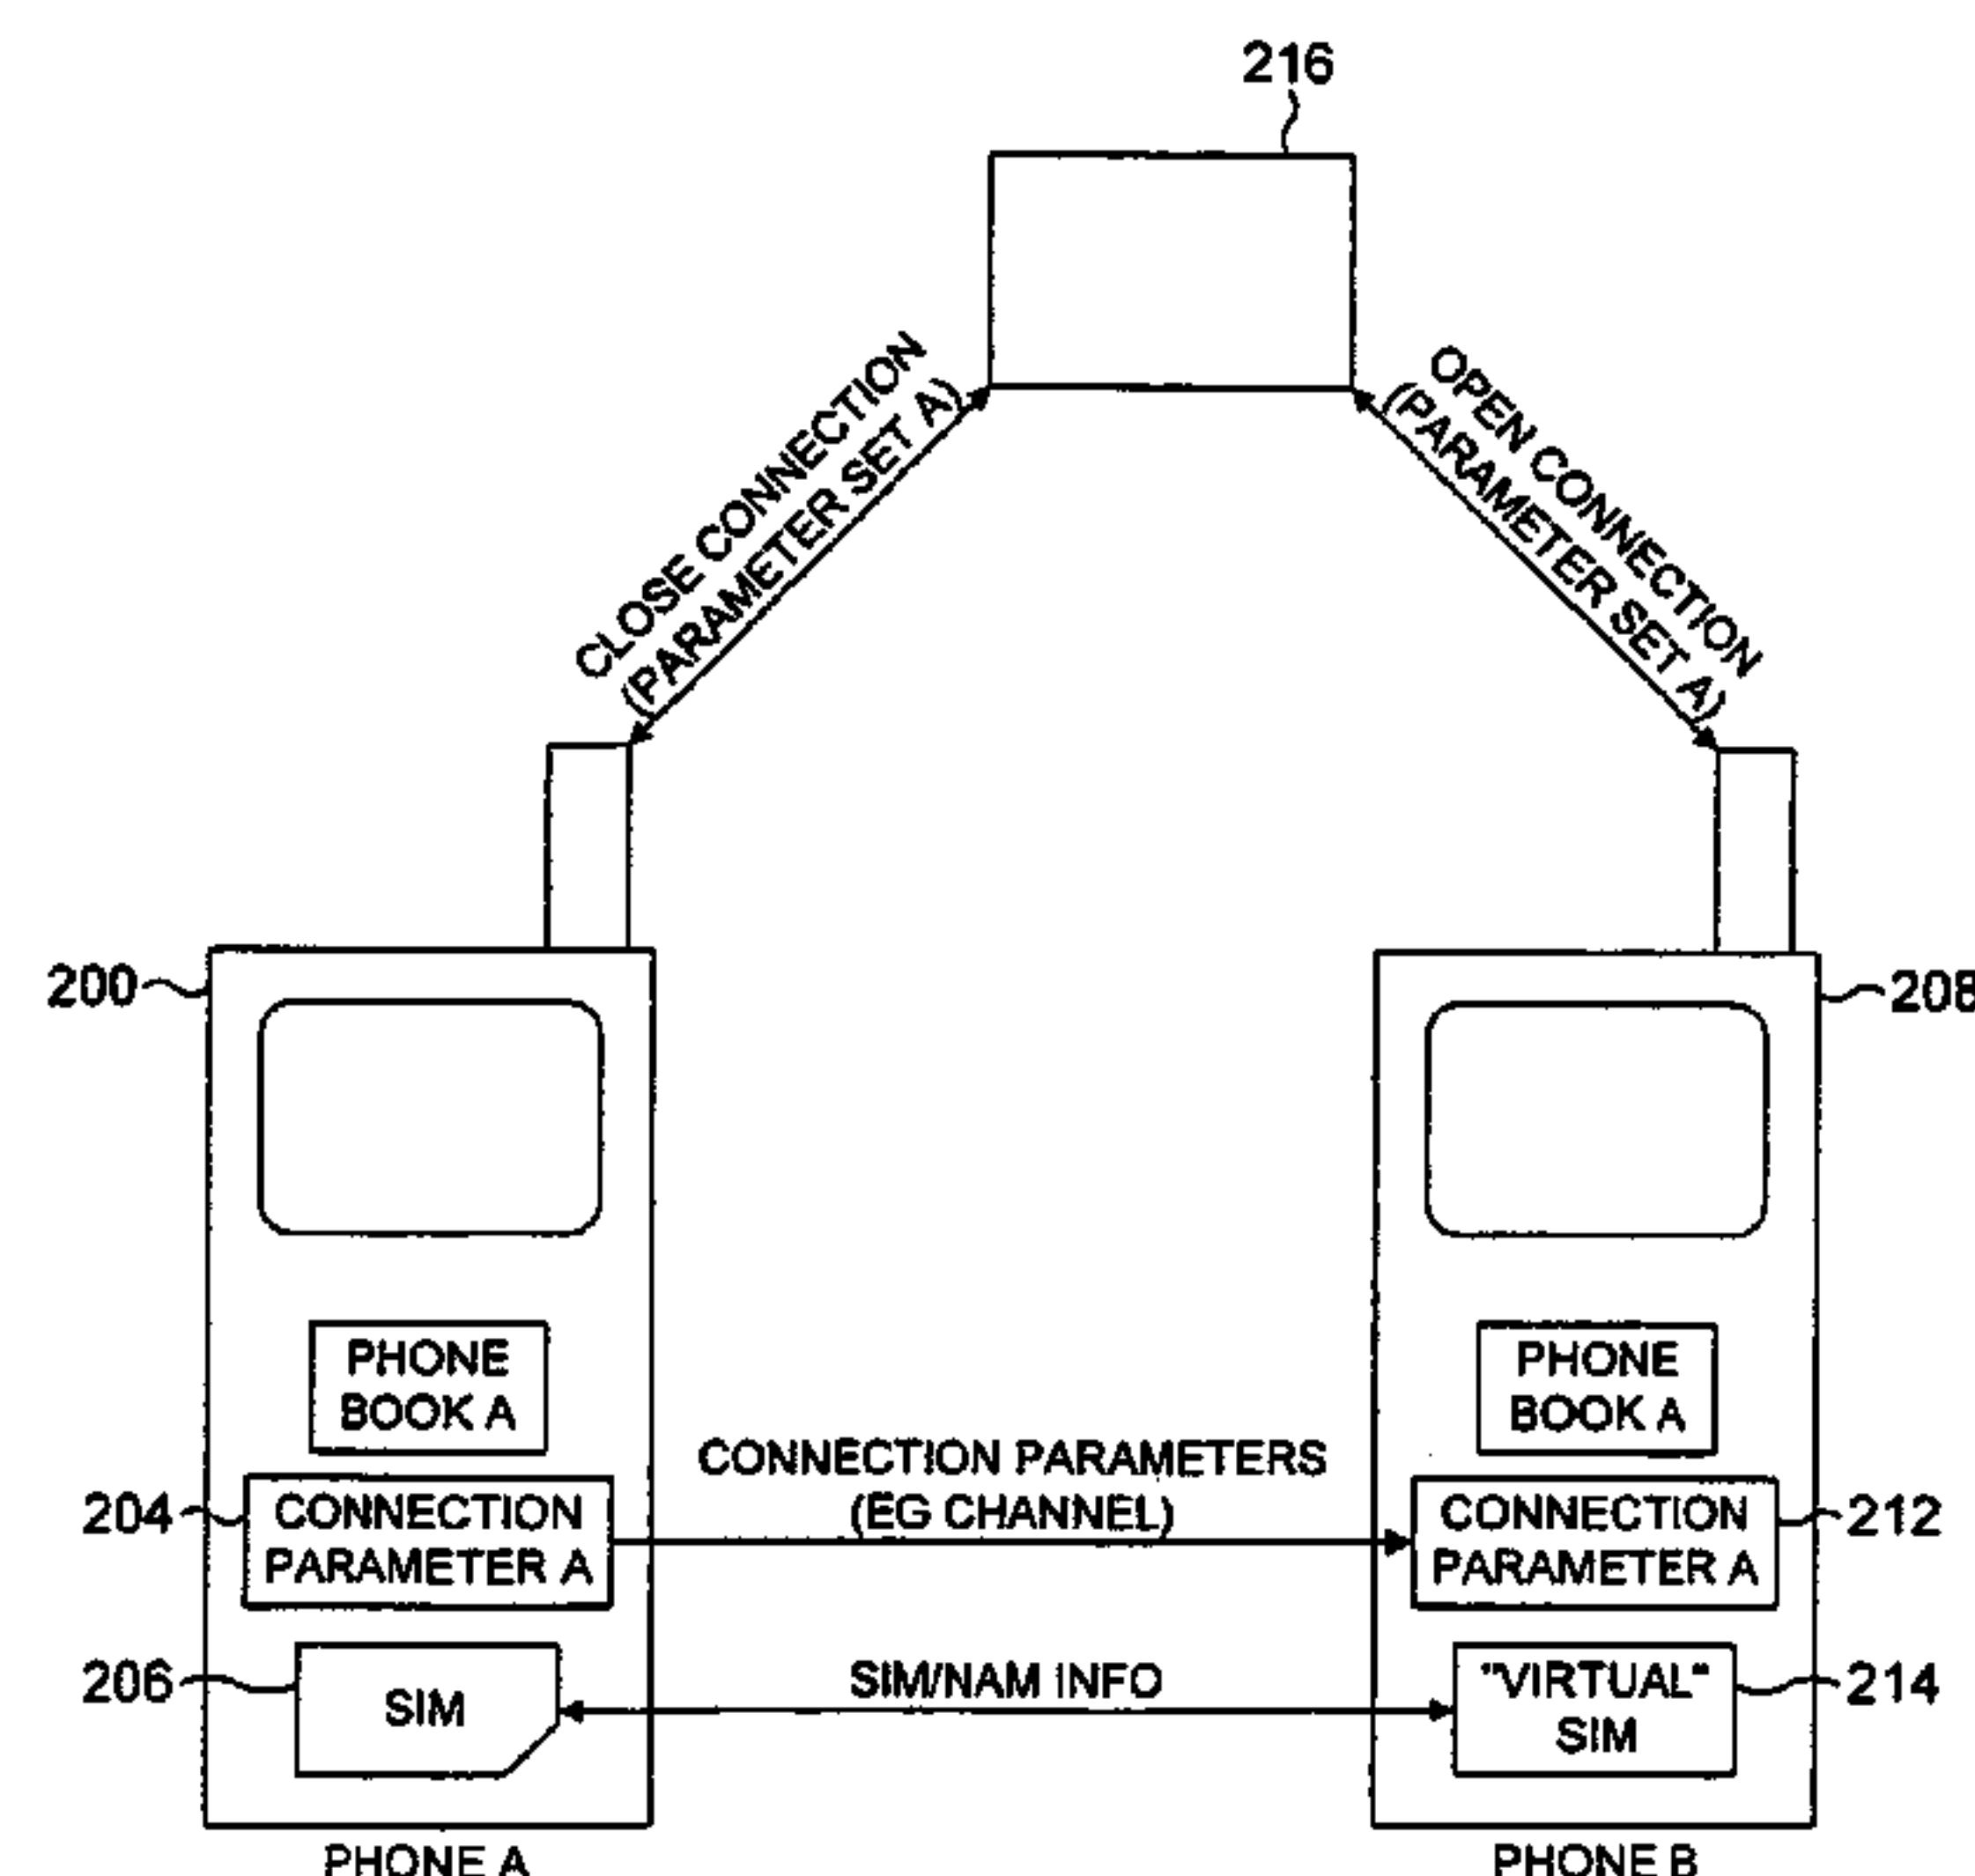 216
CLOSE CONNECTION
(PARAMETER SET A)
OPEN CONNECTION
(PARAMETER SET A)
200
208
PHONE
BOOK A
PHONE
BOOK A
CONNECTION PARAMETERS
(EG CHANNEL)
204
CONNECTION
PARAMETER A
CONNECTION
PARAMETER A
212
206
SIM
SIM/NAM INFO
"VIRTUAL"
SIM
214
PHONE A
PHONE B